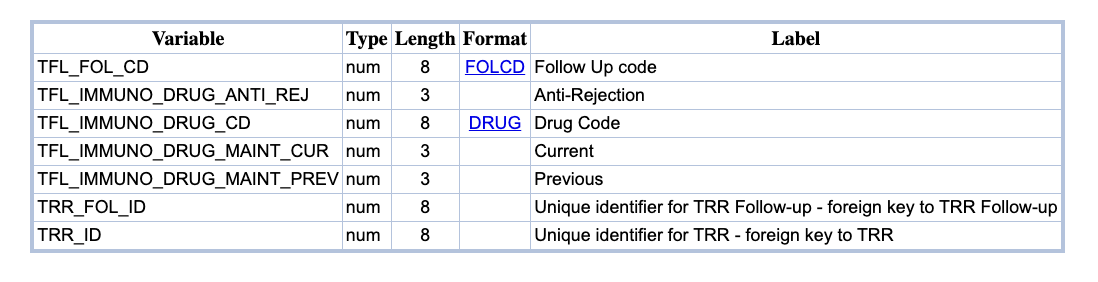 Variable Type Length Format Label
TFL_FOL_CD num 8 FOLCD Follow Up code
TFL_IMMUNO_DRUG_ANTI_REJ num 3 Anti-Rejection
TFL_IMMUNO_DRUG_CD num 8 DRUG Drug Code
TFL_IMMUNO_DRUG_MAINT_CUR num 3 Current
TFL_IMMUNO_DRUG_MAINT_PREV num 3 Previous
TRR_FOL_ID num 8 Unique identifier for TRR Follow-up - foreign key to TRR Follow-up
TRR_ID num 8 Unique identifier for TRR - foreign key to TRR